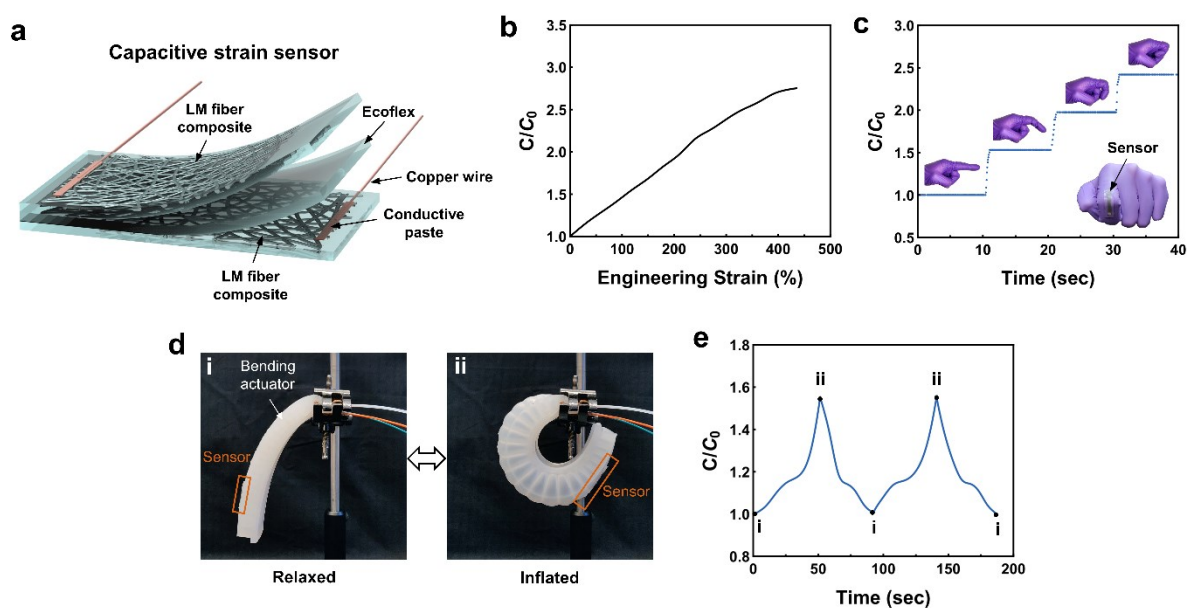 a
Capacitive strain sensor
LM fiber
composite
Ecoflex
Copper wire
Conductive
paste
LM fiber
composite
b
3.5
3.0
2.5
2.0
1.5
1.0
C/C₀
0 100 200 300 400 500
Engineering Strain (%)
c
3.0
2.5
2.0
1.5
1.0
0.5
C/C₀
Sensor
0 10 20 30 40
Time (sec)
d
i
Bending
actuator
Sensor
Relaxed
ii
Sensor
Inflated
e
1.8
1.6
1.4
1.2
1.0
0.8
C/C₀
ii ii
i i i
0 50 100 150 200
Time (sec)